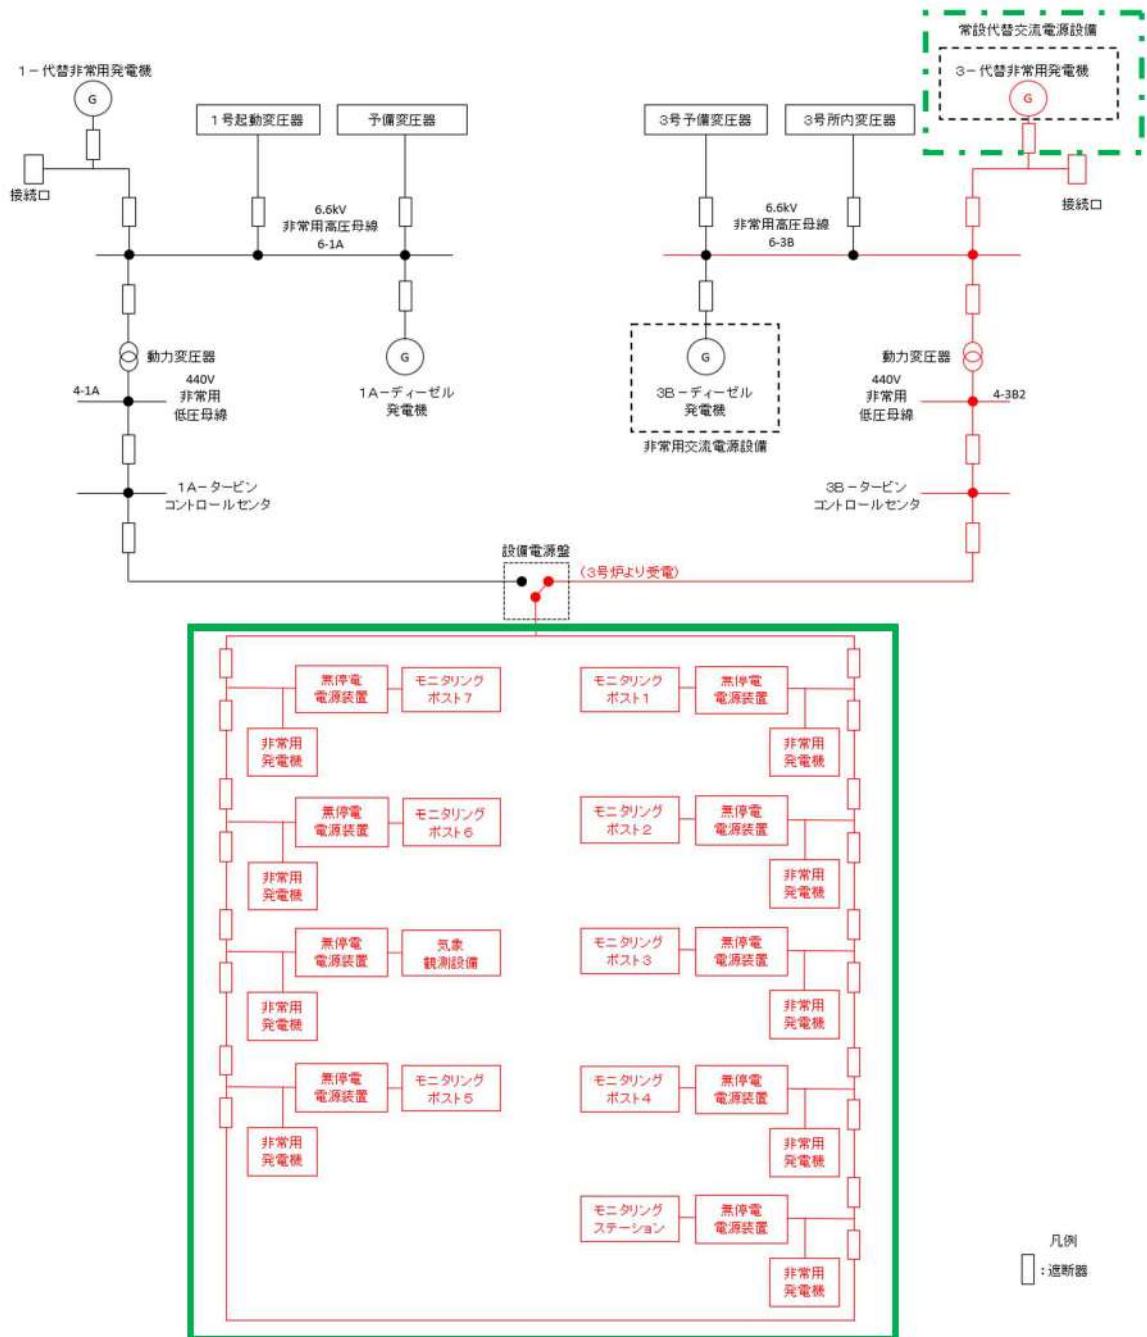 常設代替交流電源設備
1－代替非常用発電機
G
3－代替非常用発電機
G
1号起動変圧器
予備変圧器
3号予備変圧器
3号所内変圧器
接続口
接続口
6.6kV
非常用高圧母線
6-1A
6.6kV
非常用高圧母線
6-3B
動力変圧器
G
G
動力変圧器
4-1A
440V
非常用
低圧母線
1A－ディーゼル
発電機
3B－ディーゼル
発電機
非常用交流電源設備
440V
非常用
低圧母線
4-3B2
1A－タービン
コントロールセンタ
3B－タービン
コントロールセンタ
設備電源盤
（3号炉より受電）
無停電
電源装置
モニタリング
ポスト7
非常用
発電機
モニタリング
ポスト1
無停電
電源装置
非常用
発電機
無停電
電源装置
モニタリング
ポスト6
非常用
発電機
モニタリング
ポスト2
無停電
電源装置
非常用
発電機
無停電
電源装置
気象
観測設備
非常用
発電機
モニタリング
ポスト3
無停電
電源装置
非常用
発電機
無停電
電源装置
モニタリング
ポスト5
非常用
発電機
モニタリング
ポスト4
無停電
電源装置
非常用
発電機
モニタリング
ステーション
無停電
電源装置
非常用
発電機
凡例
：遮断器